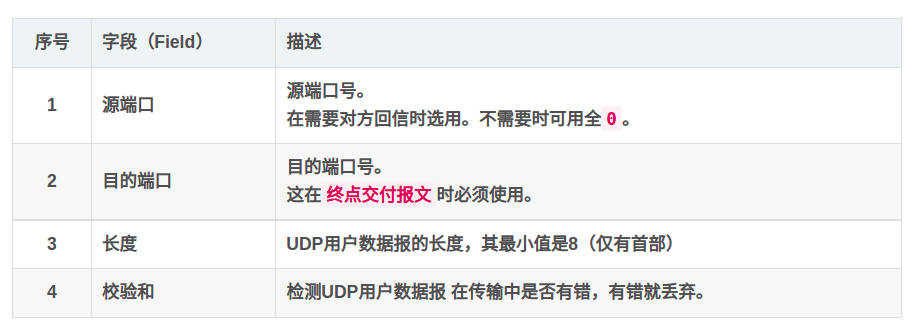 序号 字段（Field） 描述
1 源端口 源端口号。
在需要对方回信时选用。不需要时可用全 0 。
2 目的端口 目的端口号。
这在 终点交付报文 时必须使用。
3 长度 UDP用户数据报的长度，其最小值是8（仅有首部）
4 校验和 检测UDP用户数据报 在传输中是否有错，有错就丢弃。